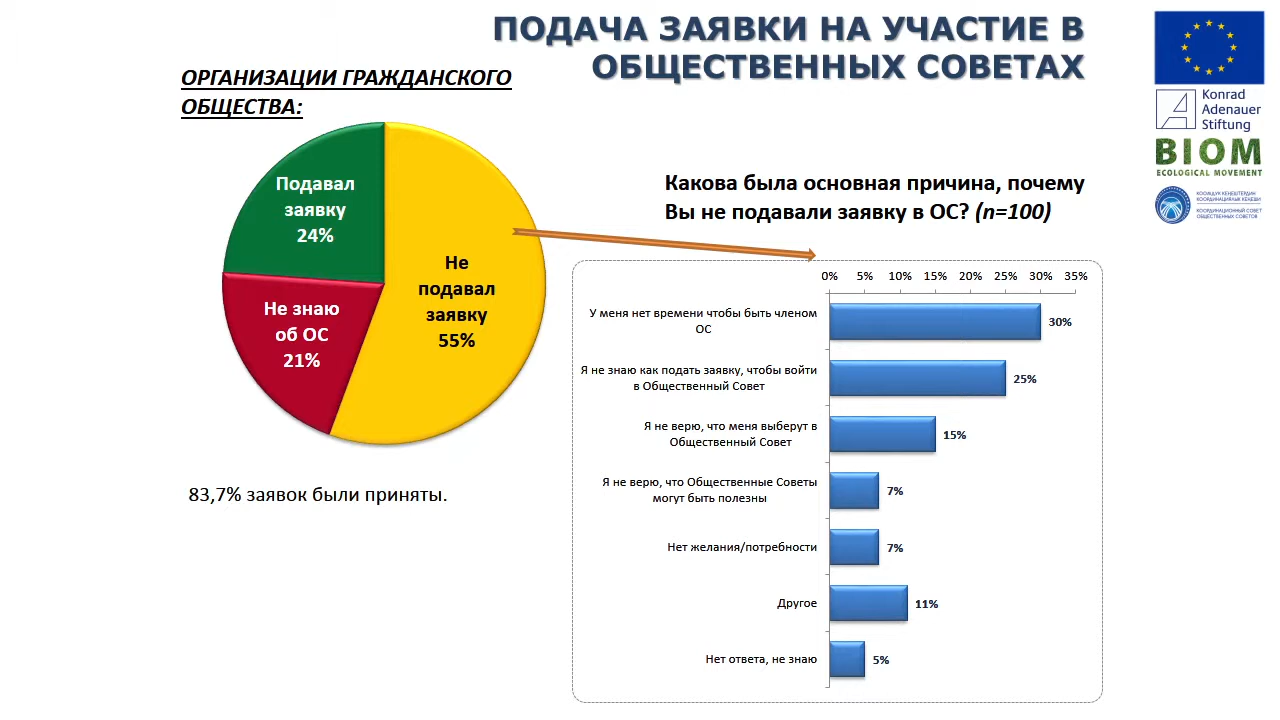 ПОДАЧА ЗАЯВКИ НА УЧАСТИЕ В
ОБЩЕСТВЕННЫХ СОВЕТАХ
ОРГАНИЗАЦИИ ГРАЖДАНСКОГО
ОБЩЕСТВА:
Подавал
заявку
24%
Не знаю
об ОС
21%
Не
подавал
заявку
55%
83,7% заявок были приняты.
Какова была основная причина, почему
Вы не подавали заявку в ОС? (n=100)
0% 5% 10% 15% 20% 25% 30% 35%
У меня нет времени чтобы быть членом
ОС
30%
Я не знаю как подать заявку, чтобы войти
в Общественный Совет
25%
Я не верю, что меня выберут в
Общественный Совет
15%
Я не верю, что Общественные Советы
могут быть полезны
7%
Нет желания/потребности
7%
Другое
11%
Нет ответа, не знаю
5%
Konrad
Adenauer
Stiftung
BIOM
ECOLOGICAL MOVEMENT
КООМДУК КЕҢЕШТЕРДИН
КООРДИНАЦИЯЛЫК КЕҢЕШИ
КООРДИНАЦИОННЫЙ СОВЕТ
ОБЩЕСТВЕННЫХ СОВЕТОВ